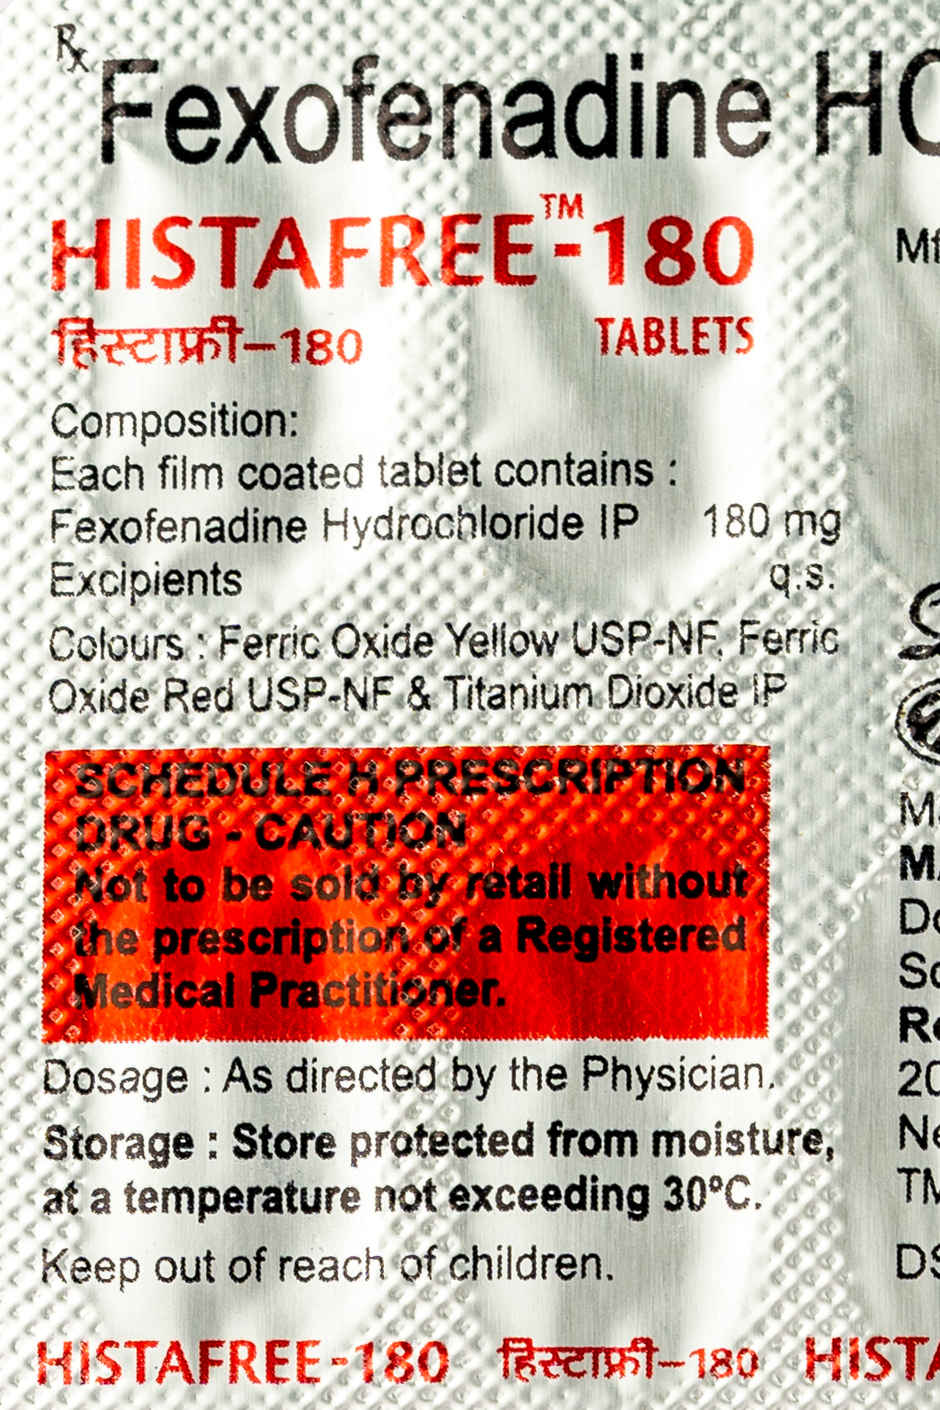 Rx
Fexofenadine
HISTAFREE™-180
हिस्टाफ्री–180 TABLETS
Composition:
Each film coated tablet contains :
Fexofenadine Hydrochloride IP 180 mg
Excipients q.s.
Colours : Ferric Oxide Yellow USP-NF, Ferric
Oxide Red USP-NF & Titanium Dioxide IP
SCHEDULE H PRESCRIPTION
DRUG - CAUTION
Not to be sold by retail without
the prescription of a Registered
Medical Practitioner.
Dosage : As directed by the Physician.
Storage : Store protected from moisture,
at a temperature not exceeding 30°C.
Keep out of reach of children.
HISTAFREE-180 हिस्टाफ्री–180